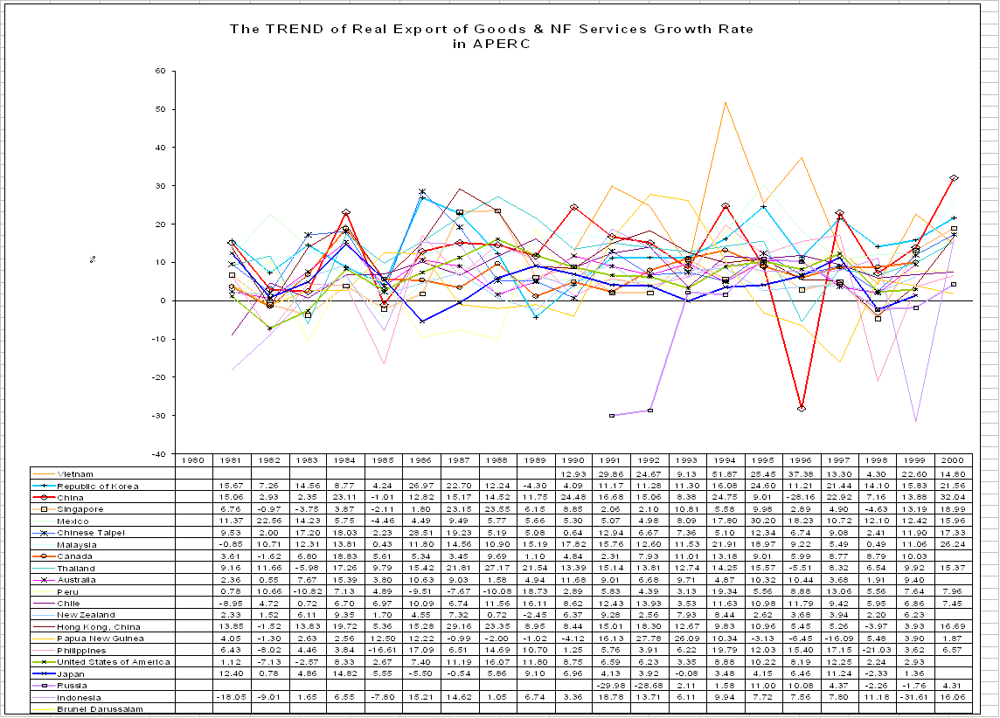 The TREND of Real Export of Goods & NF Services Growth Rate
in APERC
60
50
40
30
20
10
0
-10
-20
-30
-40
%
1980 1981 1982 1983 1984 1985 1986 1987 1988 1989 1990 1991 1992 1993 1994 1995 1996 1997 1998 1999 2000
Vietnam 12.93 29.86 24.67 9.13 51.87 25.45 37.38 13.30 4.30 22.60 14.80
Republic of Korea 15.67 7.26 14.56 8.77 4.24 26.97 22.70 12.24 -4.30 4.09 11.17 11.28 11.30 16.08 24.60 11.21 21.44 14.10 15.83 21.56
China 15.06 2.93 2.35 23.11 -1.01 12.82 15.17 14.52 11.75 24.48 16.68 15.06 8.38 24.75 9.01 -28.16 22.92 7.16 13.88 32.04
Singapore 6.76 -0.97 -3.75 3.87 -2.11 1.80 23.15 23.55 6.15 8.85 2.06 2.10 10.81 5.58 9.98 2.89 4.90 -4.63 13.19 18.99
Mexico 11.37 22.56 14.23 5.75 -4.46 4.49 9.49 5.77 5.66 5.30 5.07 4.98 8.09 17.80 30.20 18.23 10.72 12.10 12.42 15.96
Chinese Taipei 9.53 2.00 17.20 18.03 2.23 28.51 19.23 5.19 5.08 0.64 12.94 6.67 7.36 5.10 12.34 6.74 9.08 2.41 11.90 17.33
Malaysia -0.85 10.71 12.31 13.81 0.43 11.80 14.56 10.90 15.19 17.82 15.76 12.60 11.53 21.91 18.97 9.22 5.49 0.49 11.06 26.24
Canada 3.61 -1.62 6.80 18.83 5.61 5.34 3.45 9.69 1.10 4.84 2.31 7.93 11.01 13.18 9.01 5.99 8.77 8.79 10.03
Thailand 9.16 11.66 -5.98 17.26 9.79 15.42 21.81 27.17 21.54 13.39 15.14 13.81 12.74 14.25 15.57 -5.51 8.32 6.54 9.92 15.37
Australia 2.36 0.55 7.67 15.39 3.80 10.63 9.03 1.58 4.94 11.68 9.01 6.68 9.71 4.87 10.32 10.44 3.68 1.91 9.40
Peru 0.78 10.66 -10.82 7.13 4.89 -9.51 -7.67 -10.08 18.73 2.89 5.83 4.39 3.13 19.34 5.56 8.88 13.06 5.56 7.64 7.96
Chile -8.95 4.72 0.72 6.70 6.97 10.09 6.74 11.56 16.11 8.62 12.43 13.93 3.53 11.63 10.98 11.79 9.42 5.95 6.86 7.45
New Zealand 2.33 1.52 6.11 9.35 1.70 4.55 7.32 0.72 -2.45 6.37 9.28 2.56 7.93 8.44 2.62 3.68 3.94 2.20 6.23
Hong Kong, China 13.85 -1.52 13.83 19.72 5.36 15.28 29.16 23.35 8.95 8.44 15.01 18.30 12.67 9.83 10.96 5.45 5.26 -3.97 3.93 16.69
Papua New Guinea 4.05 -1.30 2.63 2.56 12.50 12.22 -0.99 -2.00 -1.02 -4.12 16.13 27.78 26.09 10.34 -3.13 -6.45 -16.09 5.48 3.90 1.87
Philippines 6.43 -8.02 4.46 3.84 -16.61 17.09 6.51 14.69 10.70 1.25 5.76 3.91 6.22 19.79 12.03 15.40 17.15 -21.03 3.62 6.57
United States of America 1.12 -7.13 -2.57 8.33 2.67 7.40 11.19 16.07 11.80 8.75 6.59 6.23 3.35 8.88 10.22 8.19 12.25 2.24 2.93
Japan 12.40 0.78 4.86 14.82 5.55 -5.50 -0.54 5.86 9.10 6.96 4.13 3.92 -0.08 3.48 4.15 6.46 11.24 -2.33 1.36
Russia -29.98 -28.68 2.11 1.58 11.00 10.08 4.37 -2.26 -1.76 4.31
Indonesia -18.05 -9.01 1.65 6.55 -7.80 15.21 14.62 1.05 6.74 3.36 18.78 13.71 6.11 9.94 7.72 7.56 7.80 11.18 -31.61 16.06
Brunei Darussalam